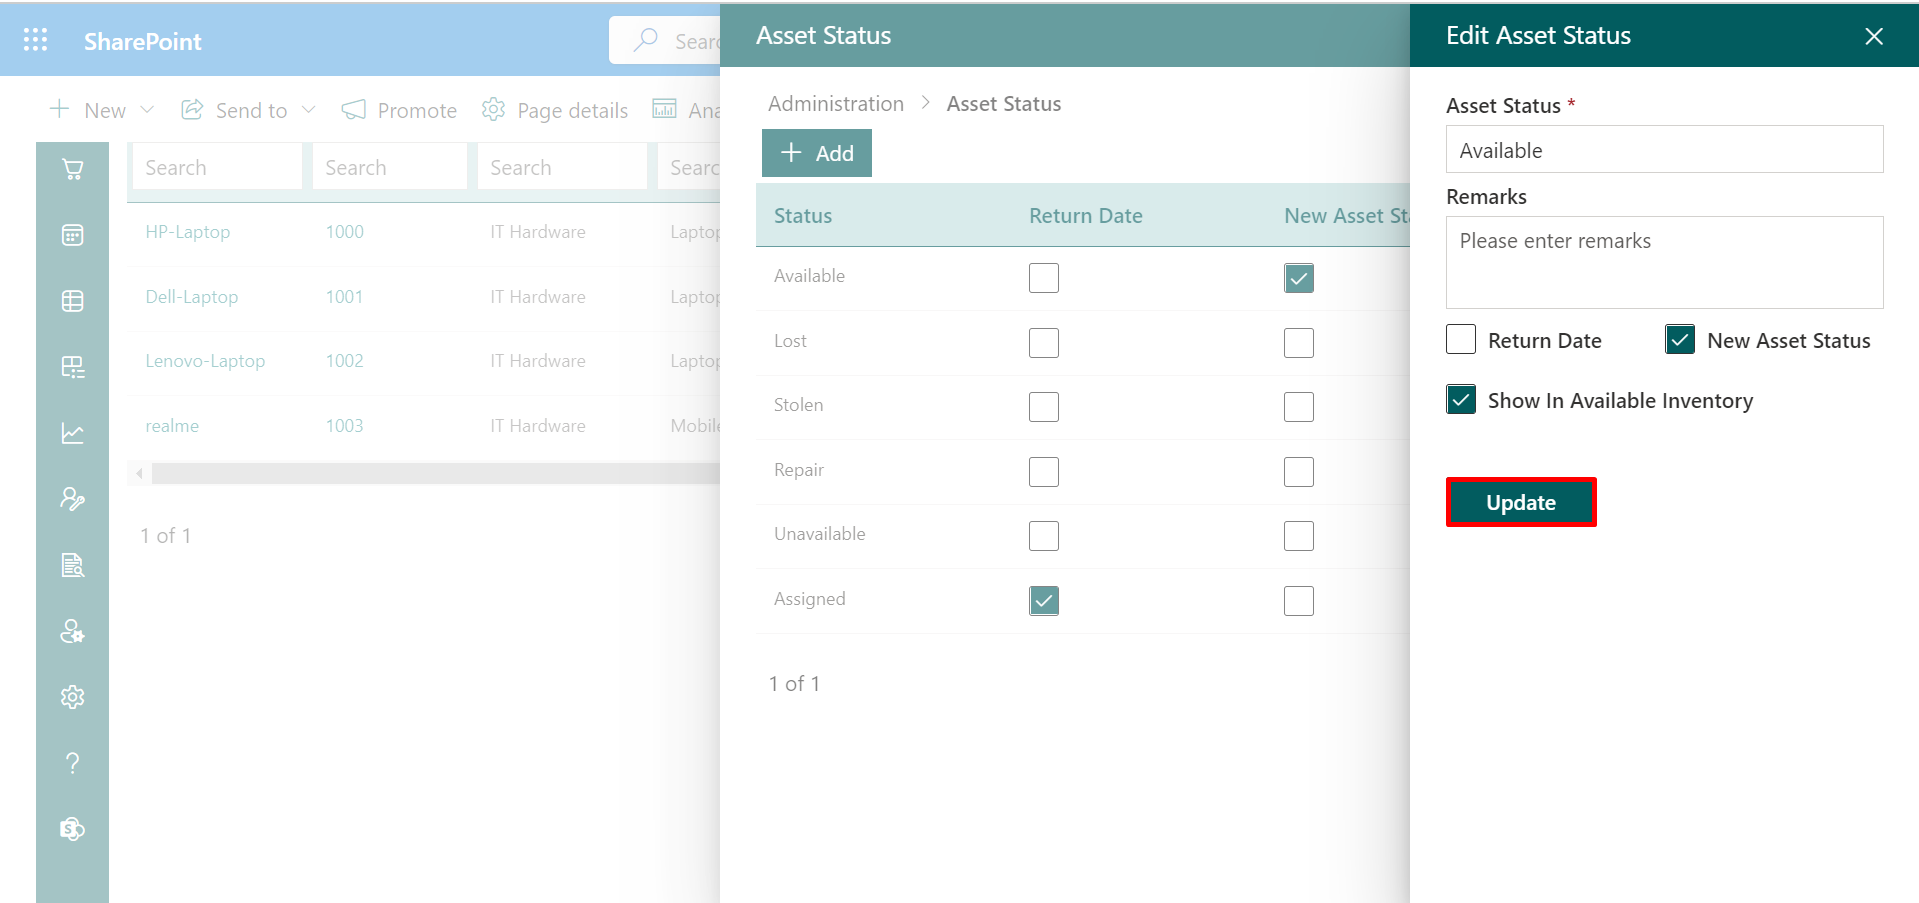 SharePoint
Searc
New
Send to
Promote
Page details
Ana
Search
Search
Search
Searc
HP-Laptop 1000 IT Hardware Laptop
Dell-Laptop 1001 IT Hardware Laptop
Lenovo-Laptop 1002 IT Hardware Laptop
realme 1003 IT Hardware Mobile
1 of 1
Asset Status
Administration > Asset Status
+ Add
Status Return Date New Asset Sta
Available
Lost
Stolen
Repair
Unavailable
Assigned
1 of 1
Edit Asset Status
Asset Status *
Available
Remarks
Please enter remarks
Return Date
New Asset Status
Show In Available Inventory
Update